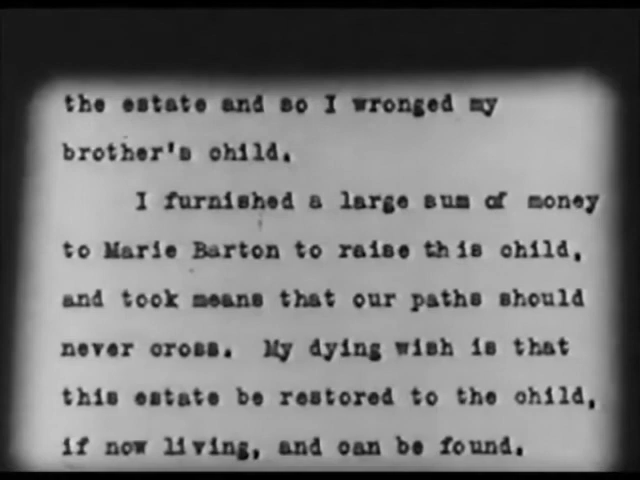 the estate and so I wronged my
brother's child.
I furnished a large sum of money
to Marie Barton to raise this child,
and took means that our paths should
never cross. My dying wish is that
this estate be restored to the child,
if now living, and can be found.